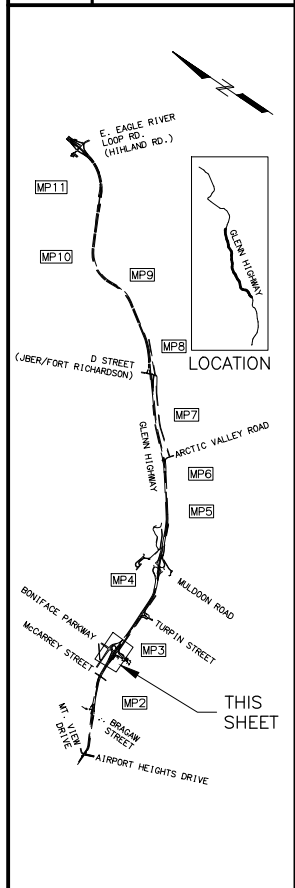 N
E. EAGLE RIVER
LOOP RD.
(HIHLAND RD.)
MP11
GLENN HIGHWAY
LOCATION
MP10
MP9
MP8
D STREET
(JBER/FORT RICHARDSON)
MP7
GLENN HIGHWAY
ARCTIC VALLEY ROAD
MP6
MP5
MP4
MULDOON ROAD
TURPIN STREET
BONIFACE PARKWAY
MP3
McCARREY STREET
THIS
SHEET
MP2
BRAGAW
STREET
MT. VIEW
DRIVE
AIRPORT HEIGHTS DRIVE